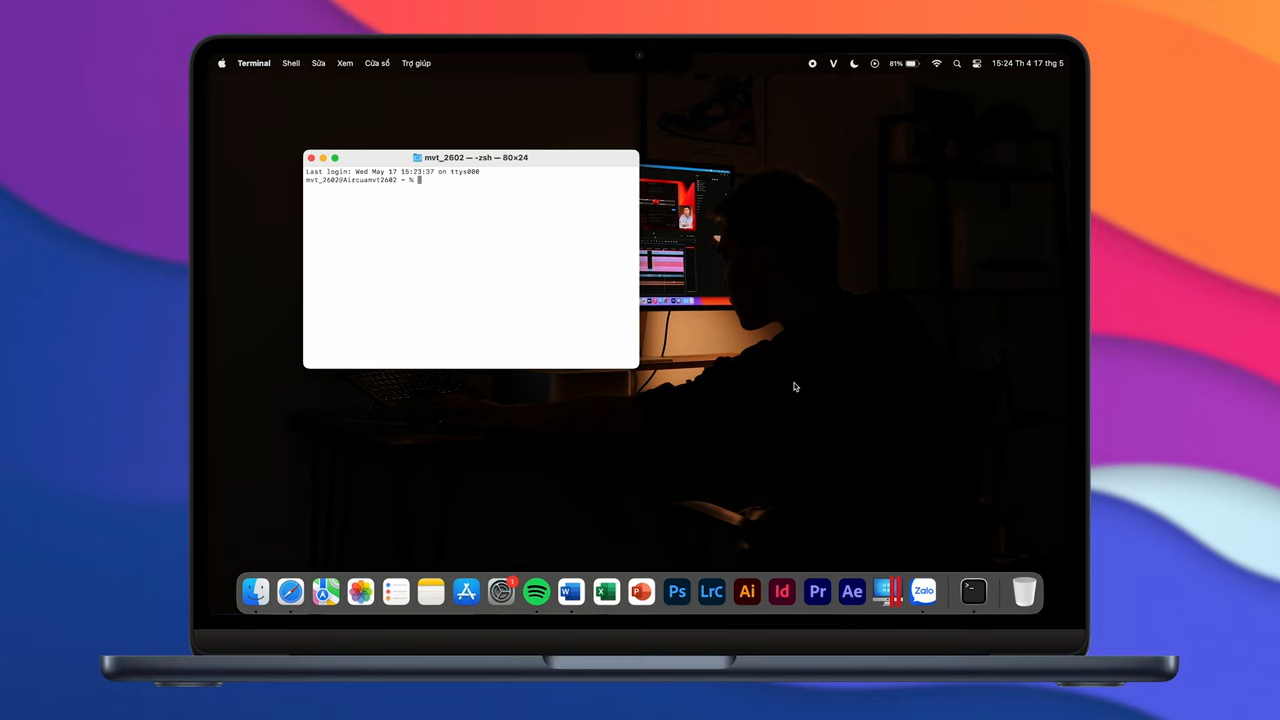 Terminal Shell Sửa Xem Cửa sổ Trợ giúp
V 81% 15:24 Th 4 17 thg 5
mvt_2602 — -zsh — 80×24
Last login: Wed May 17 15:23:37 on ttys000
mvt_2602@Aircuamvt2602 ~ %
1
W X P Ps LrC Ai Id Pr Ae Zalo >_